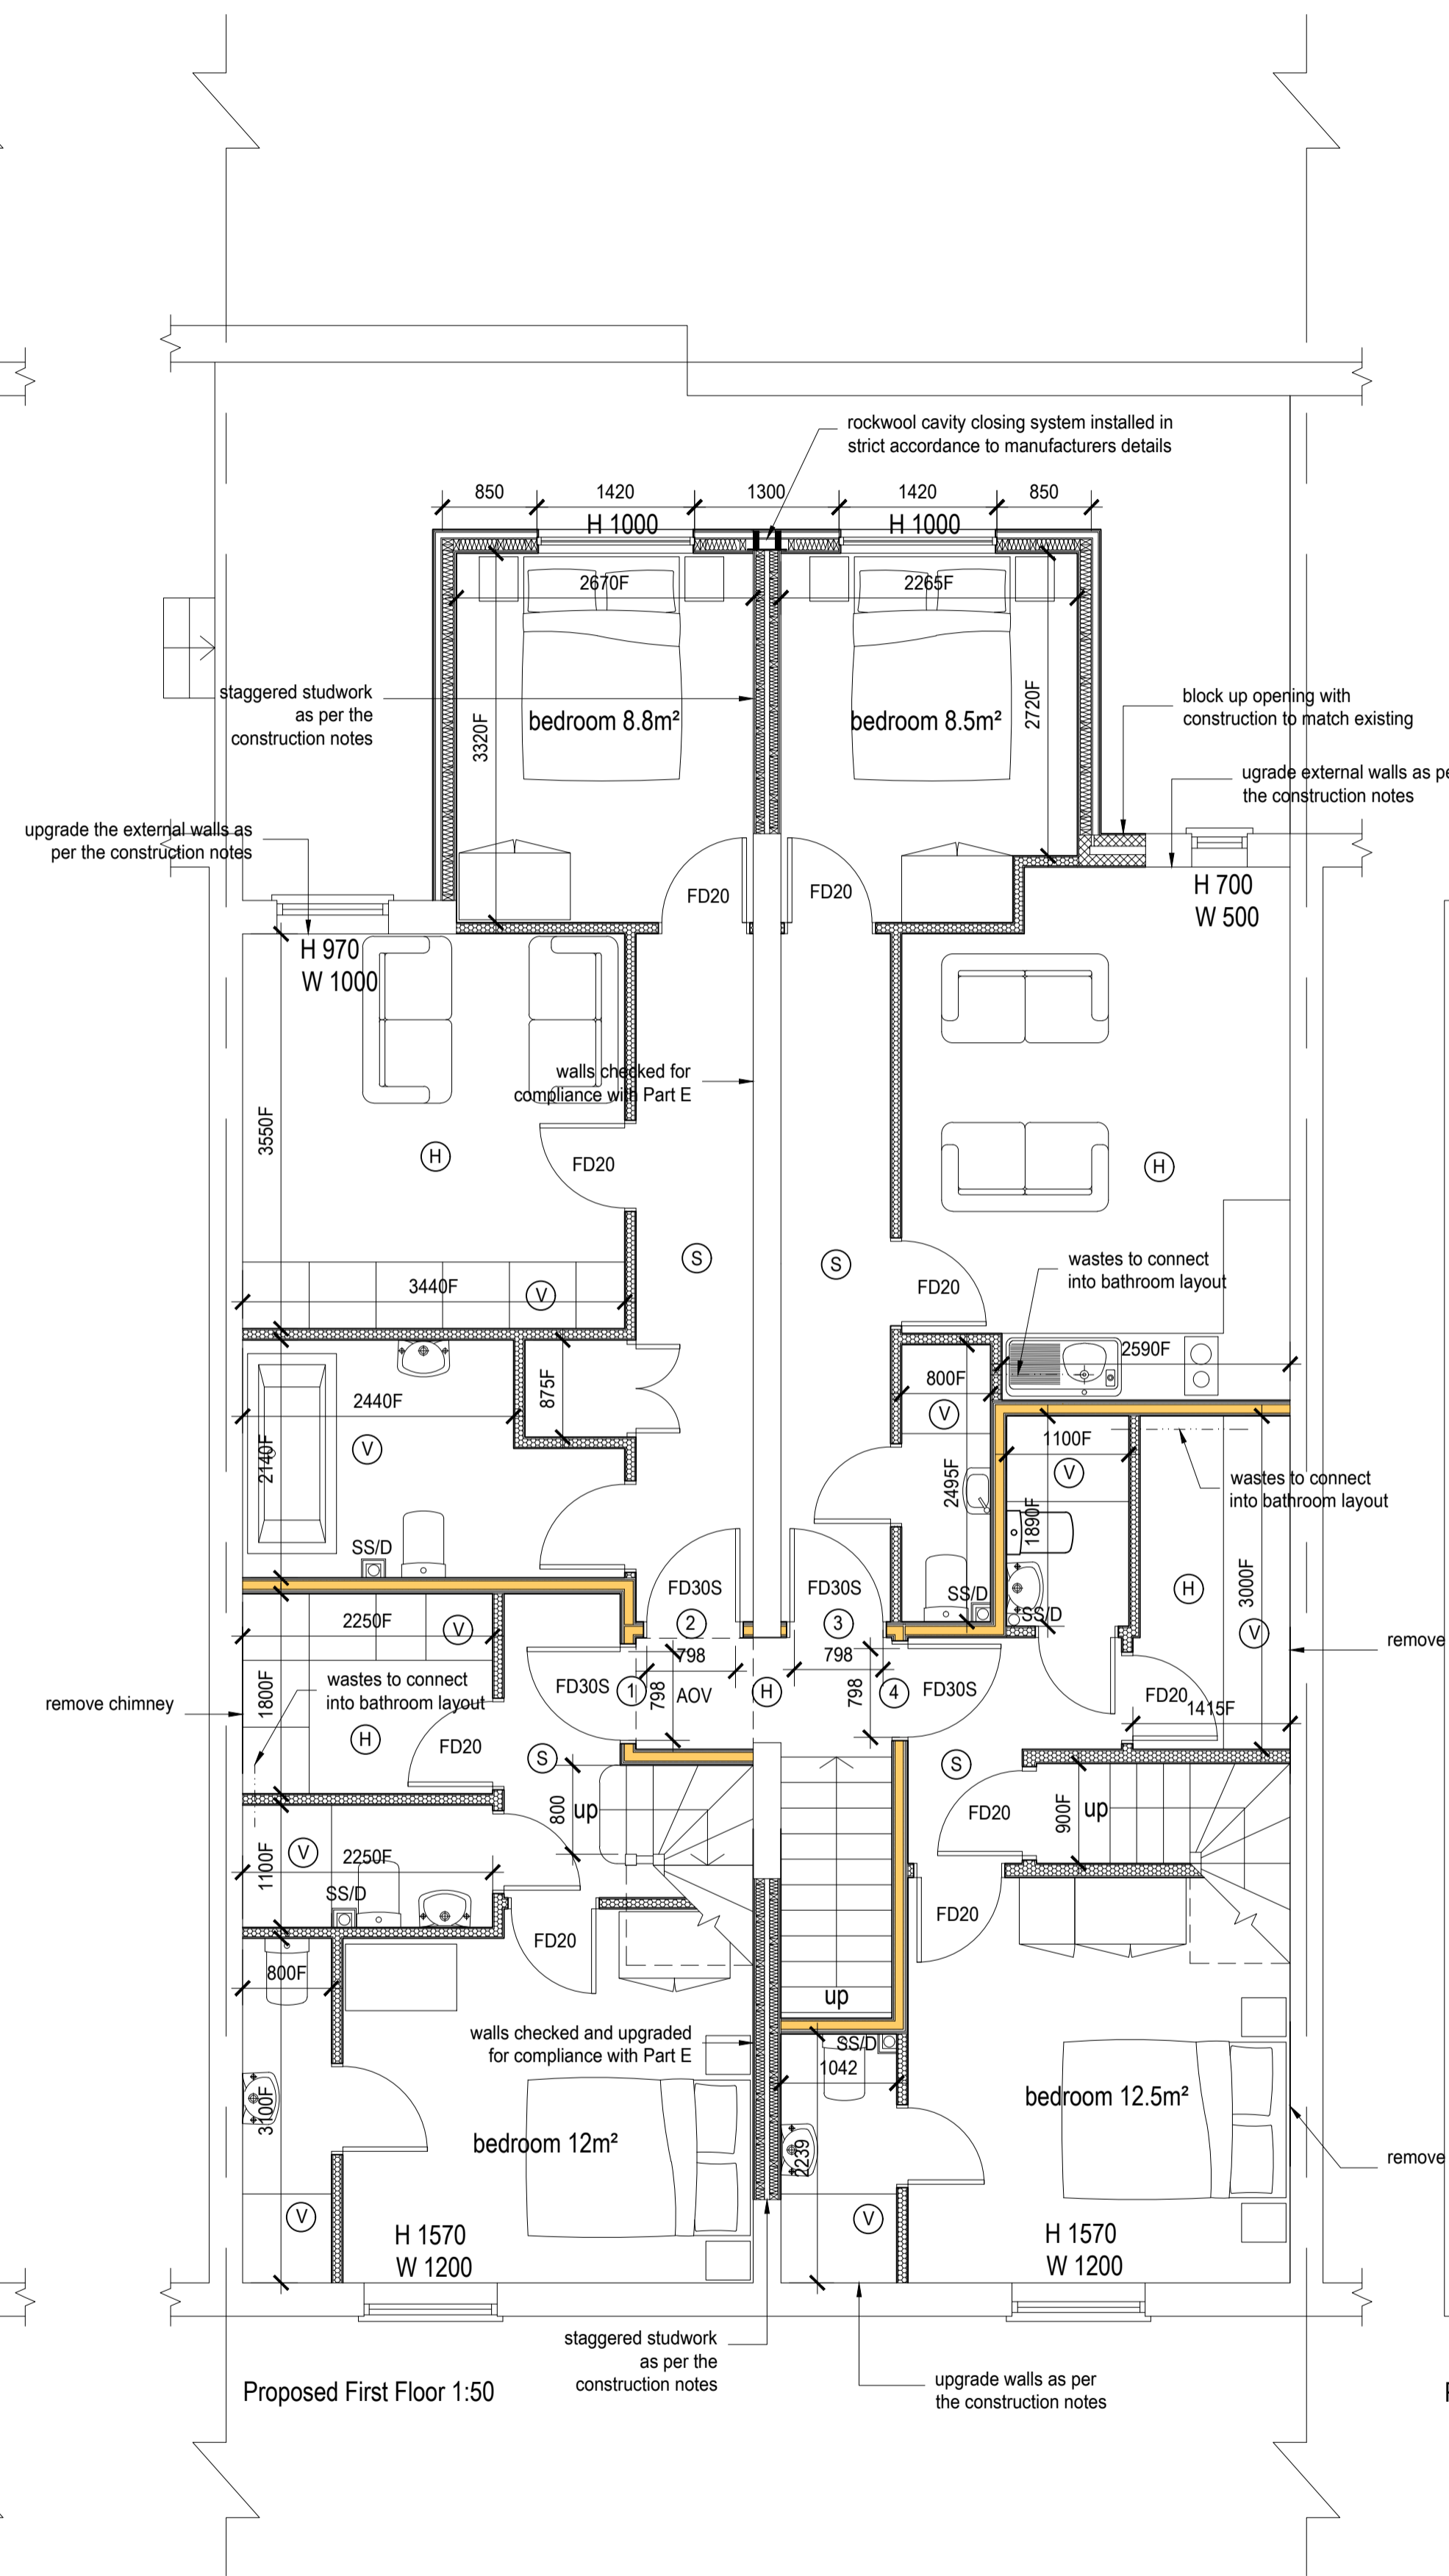 rockwool cavity closing system installed in
strict accordance to manufacturers details
850
1420
1300
1420
850
H 1000
H 1000
2670F
2265F
staggered studwork
as per the
construction notes
3320F
bedroom 8.8m²
bedroom 8.5m²
2720F
block up opening with
construction to match existing
ugrade external walls as pe
the construction notes
upgrade the external walls as
per the construction notes
FD20
FD20
H 700
W 500
H 970
W 1000
walls checked for
compliance with Part E
3550F
H
FD20
H
S
S
wastes to connect
into bathroom layout
FD20
3440F
V
2590F
875F
800F
V
2440F
V
2140F
1100F
V
2495F
1890F
wastes to connect
into bathroom layout
SS/D
FD30S
FD30S
SS/D
SS/D
H
3000F
2
3
2250F
V
V
798
798
remove
wastes to connect
into bathroom layout
FD30S
1
798
AOV
H
798
4
FD30S
FD20
1415F
remove chimney
1800F
H
FD20
S
S
800
up
FD20
900F
up
V
1100F
2250F
SS/D
FD20
FD20
800F
up
walls checked and upgraded
for compliance with Part E
SS/D
1042
3100F
bedroom 12.5m²
bedroom 12m²
2239
remove
V
V
H 1570
W 1200
H 1570
W 1200
staggered studwork
as per the
construction notes
upgrade walls as per
the construction notes
Proposed First Floor 1:50